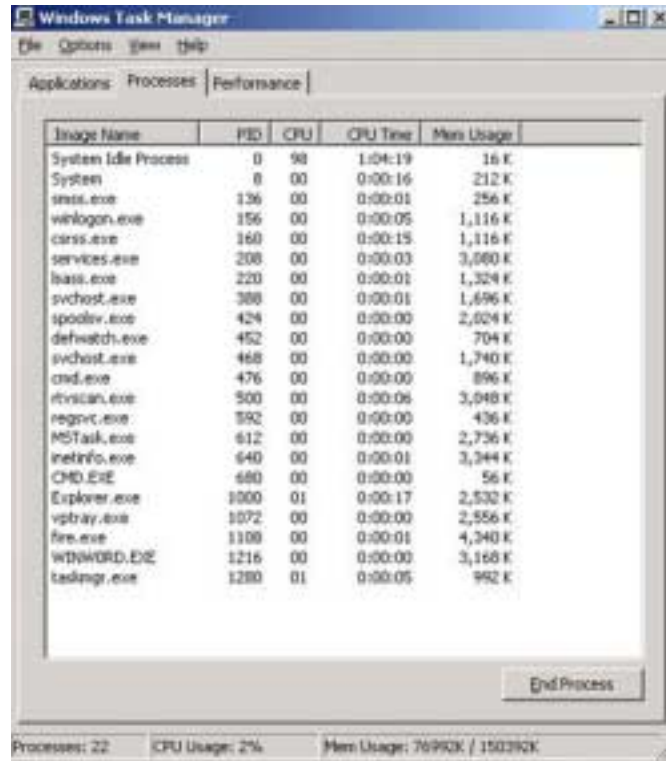 Windows Task Manager
File Options View Help
Applications Processes Performance
Image Name PID CPU CPU Time Mem Usage
System Idle Process 0 98 1:04:19 16 K
System 8 00 0:00:16 212 K
smss.exe 136 00 0:00:01 256 K
winlogon.exe 156 00 0:00:05 1,116 K
csrss.exe 160 00 0:00:15 1,116 K
services.exe 208 00 0:00:03 3,080 K
lsass.exe 220 00 0:00:01 1,324 K
svchost.exe 388 00 0:00:01 1,696 K
spoolsv.exe 424 00 0:00:00 2,024 K
defwatch.exe 452 00 0:00:00 704 K
svchost.exe 468 00 0:00:00 1,740 K
cmd.exe 476 00 0:00:00 896 K
rtvscan.exe 500 00 0:00:06 3,048 K
regsvc.exe 592 00 0:00:00 436 K
MSTask.exe 612 00 0:00:00 2,736 K
inetinfo.exe 640 00 0:00:01 3,344 K
CMD.EXE 680 00 0:00:00 56 K
Explorer.exe 1000 01 0:00:17 2,532 K
vptray.exe 1072 00 0:00:00 2,556 K
fire.exe 1108 00 0:00:01 4,340 K
WINWORD.EXE 1216 00 0:00:00 3,168 K
taskmgr.exe 1280 01 0:00:05 992 K
End Process
Processes: 22 CPU Usage: 2% Mem Usage: 76992K / 150392K